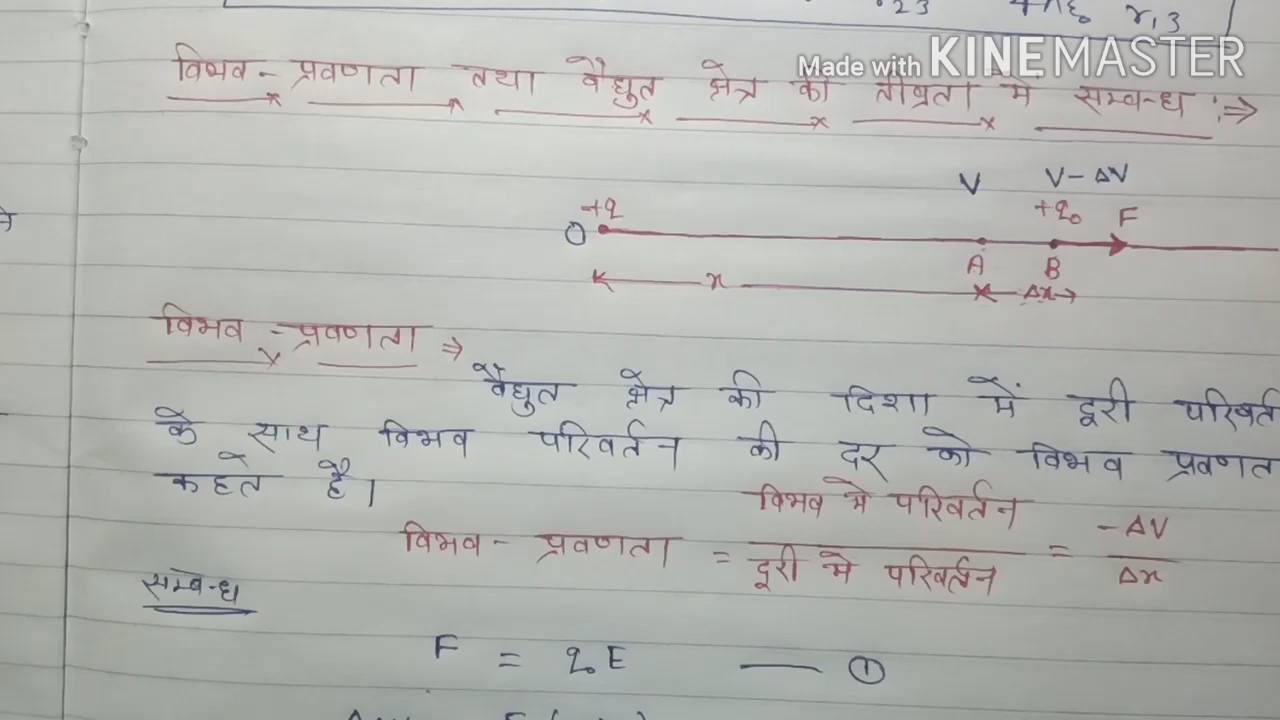 23
Made with KINEMASTER
विभव - प्रवणता तथा वैद्युत क्षेत्र की तीव्रता में सम्बन्ध :⇒
V V - ΔV
+q +q₀ F
O
A B
x Δx
विभव - प्रवणता ⇒
वैद्युत क्षेत्र की दिशा में दूरी परिवर्त
के साथ विभव परिवर्तन की दर को विभव प्रवणत
कहते है।
विभव - प्रवणता = विभव मे परिवर्तन / दूरी मे परिवर्तन = -ΔV / Δx
सम्बन्ध
F = q₀E —— ①